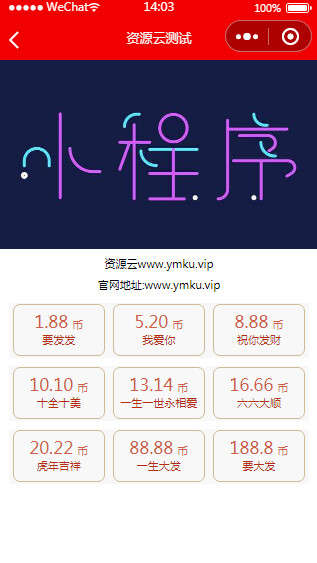 WeChat 14:03 100%
资源云测试
小程序
资源云www.ymku.vip
官网地址:www.ymku.vip
1.88 币 5.20 币 8.88 币
要发发 我爱你 祝你发财
10.10 币 13.14 币 16.66 币
十全十美 一生一世永相爱 六六大顺
20.22 币 88.88 币 188.8 币
虎年吉祥 一生大发 要大发